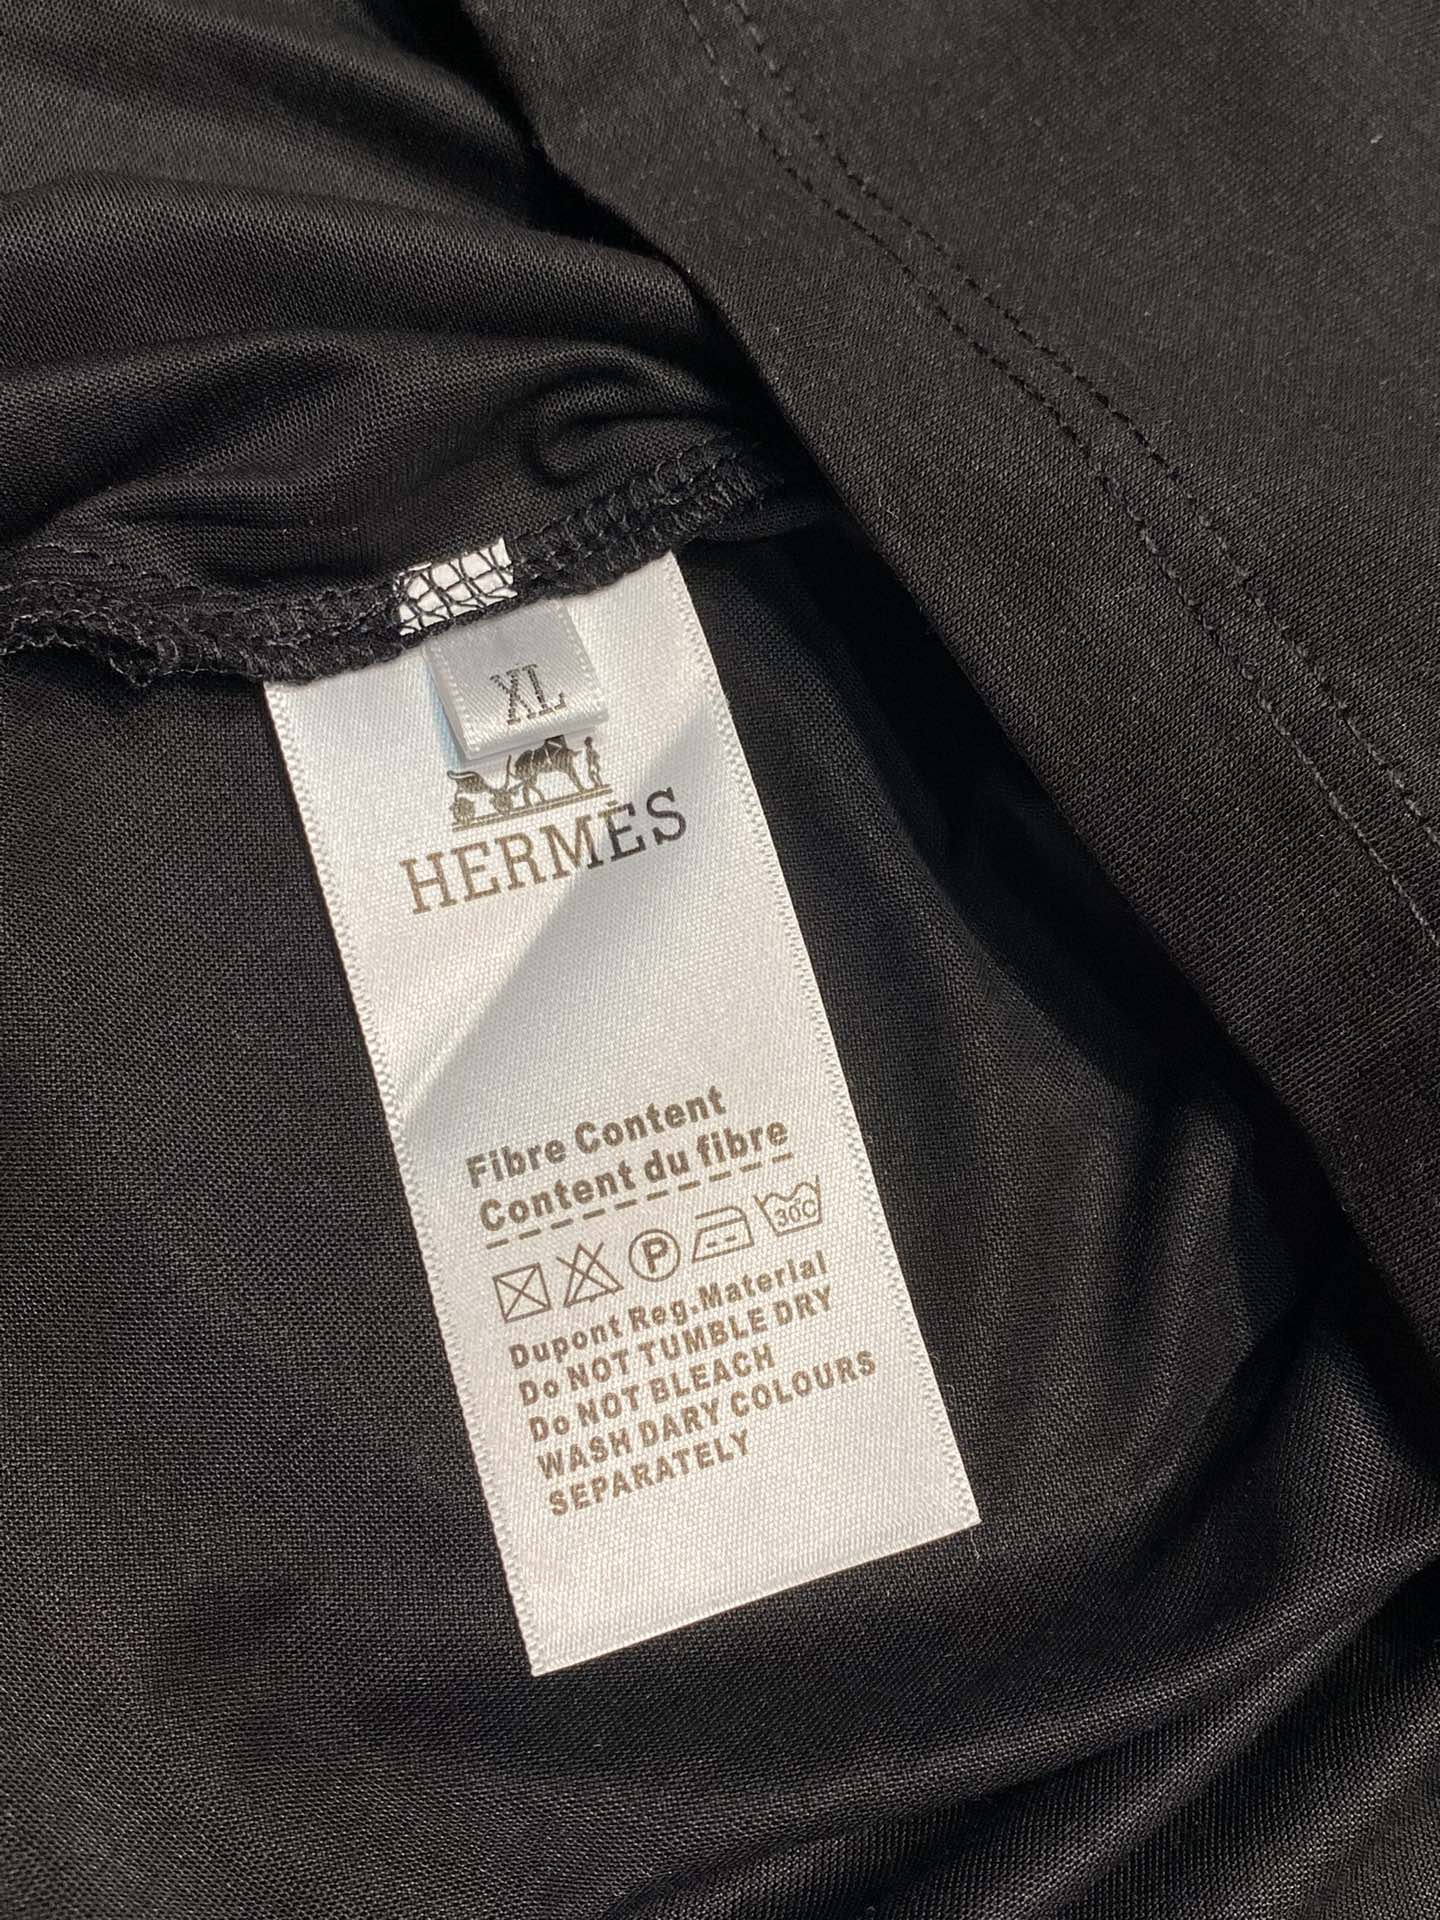 XL
HERMÈS
Fibre Content
Content du fibre
P
30C
Dupont Reg.Material
Do NOT TUMBLE DRY
Do NOT BLEACH
WASH DARY COLOURS
SEPARATELY